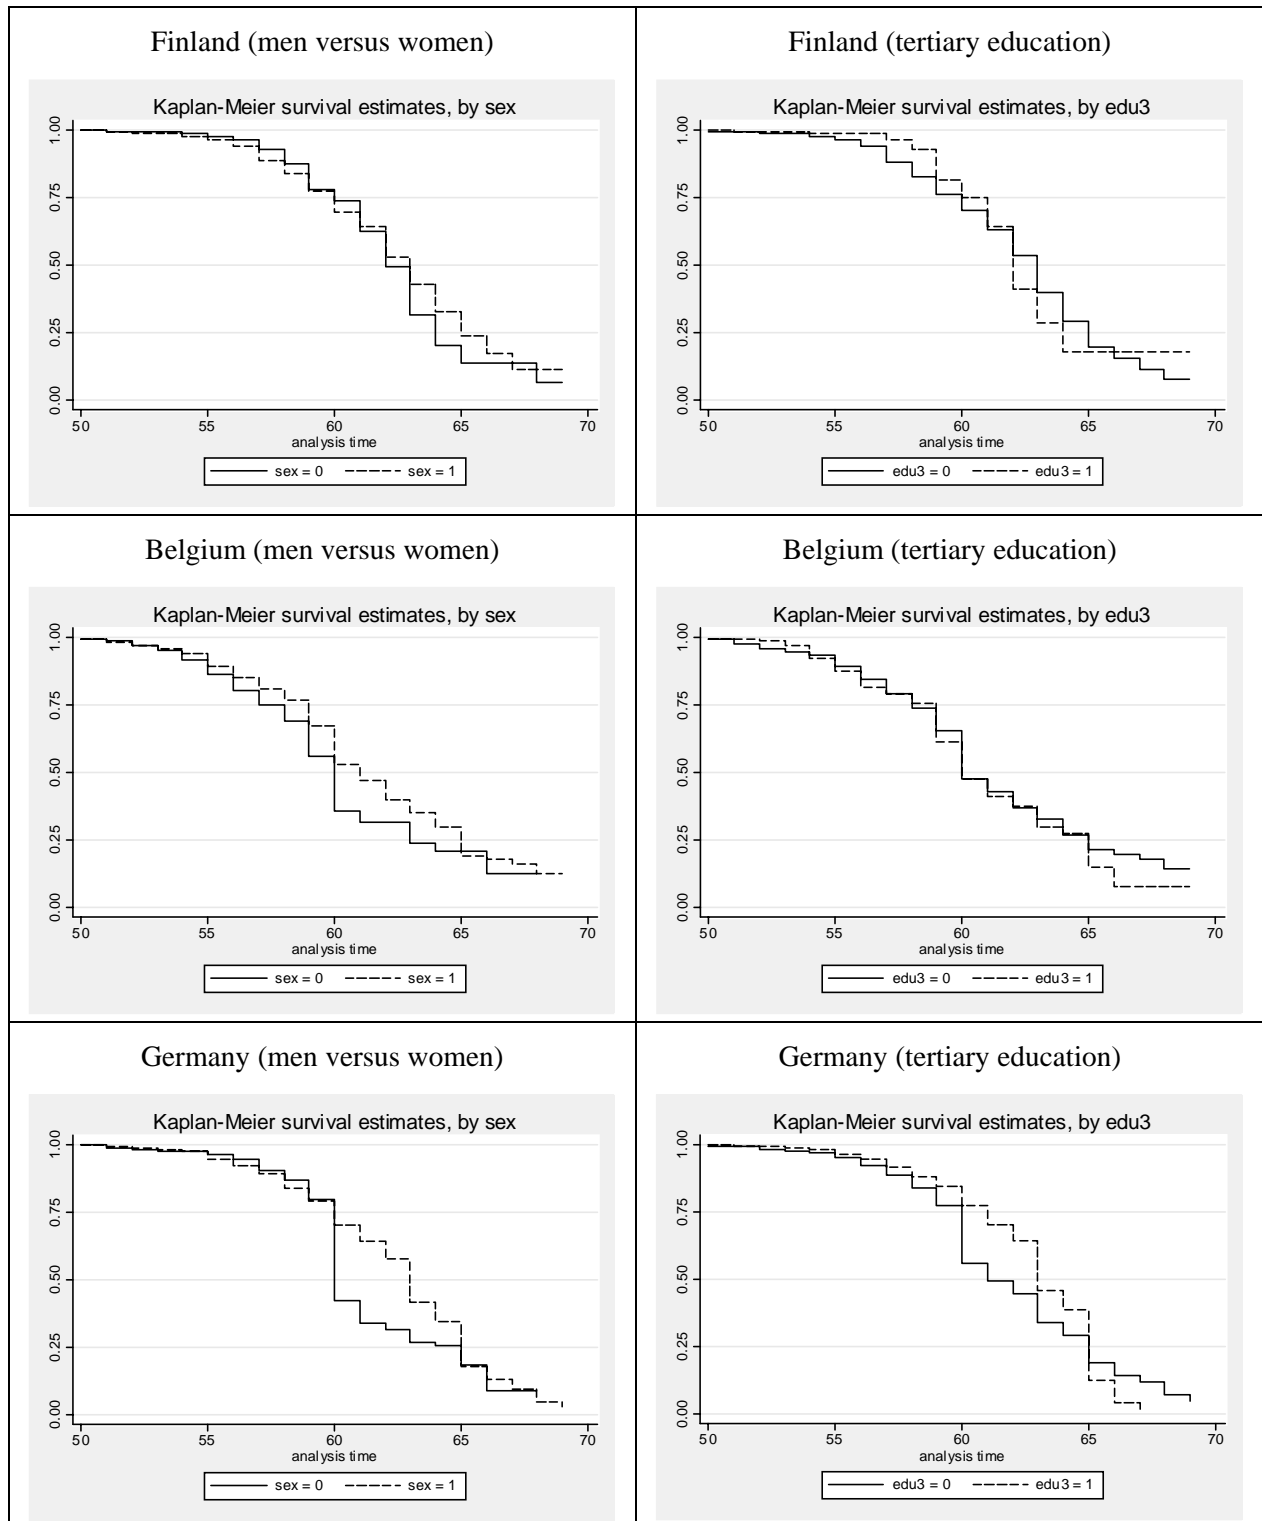 Finland (men versus women)
Kaplan-Meier survival estimates, by sex
1.00
0.75
0.50
0.25
0.00
50 55 60 65 70
analysis time
sex = 0 sex = 1
Finland (tertiary education)
Kaplan-Meier survival estimates, by edu3
1.00
0.75
0.50
0.25
0.00
50 55 60 65 70
analysis time
edu3 = 0 edu3 = 1
Belgium (men versus women)
Kaplan-Meier survival estimates, by sex
1.00
0.75
0.50
0.25
0.00
50 55 60 65 70
analysis time
sex = 0 sex = 1
Belgium (tertiary education)
Kaplan-Meier survival estimates, by edu3
1.00
0.75
0.50
0.25
0.00
50 55 60 65 70
analysis time
edu3 = 0 edu3 = 1
Germany (men versus women)
Kaplan-Meier survival estimates, by sex
1.00
0.75
0.50
0.25
0.00
50 55 60 65 70
analysis time
sex = 0 sex = 1
Germany (tertiary education)
Kaplan-Meier survival estimates, by edu3
1.00
0.75
0.50
0.25
0.00
50 55 60 65 70
analysis time
edu3 = 0 edu3 = 1